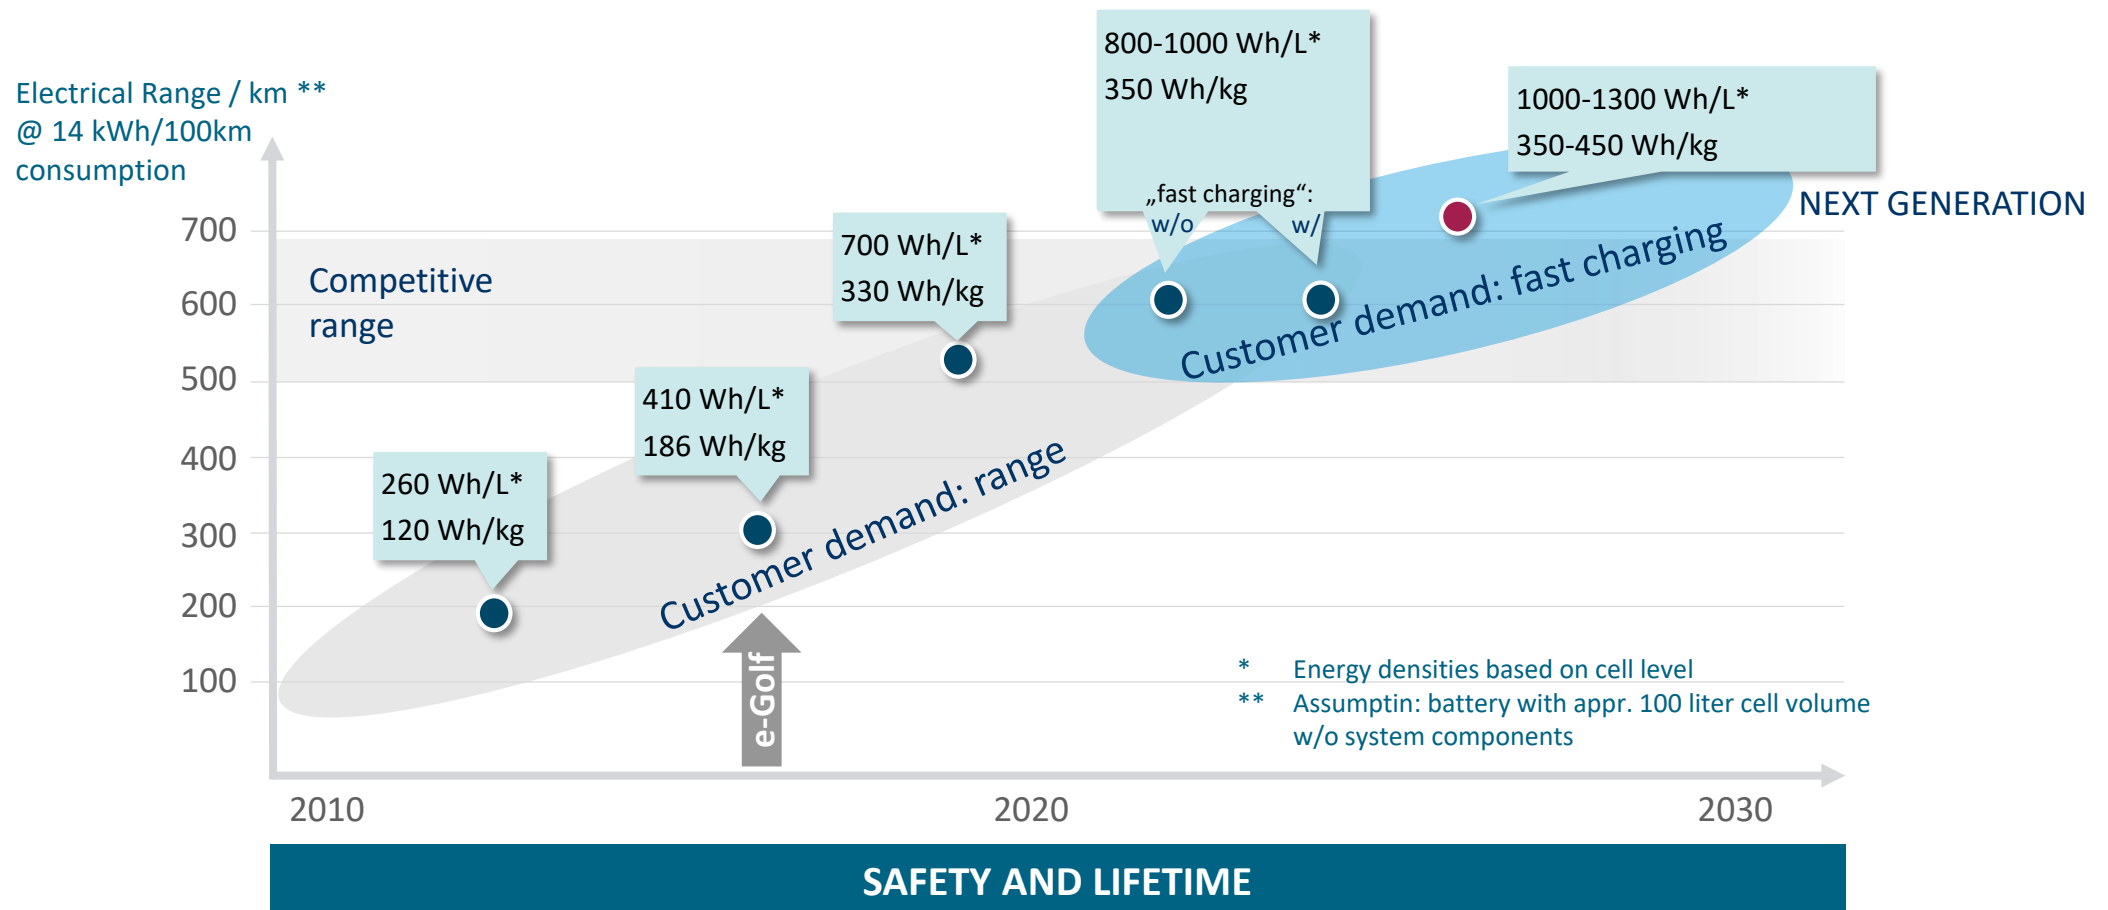 Electrical Range / km **
@ 14 kWh/100km
consumption
700
600
500
400
300
200
100
Competitive
range
260 Wh/L*
120 Wh/kg
410 Wh/L*
186 Wh/kg
700 Wh/L*
330 Wh/kg
800-1000 Wh/L*
350 Wh/kg
„fast charging“:
w/o
w/
1000-1300 Wh/L*
350-450 Wh/kg
NEXT GENERATION
Customer demand: fast charging
Customer demand: range
e-Golf
* Energy densities based on cell level
** Assumptin: battery with appr. 100 liter cell volume
w/o system components
2010
2020
2030
SAFETY AND LIFETIME